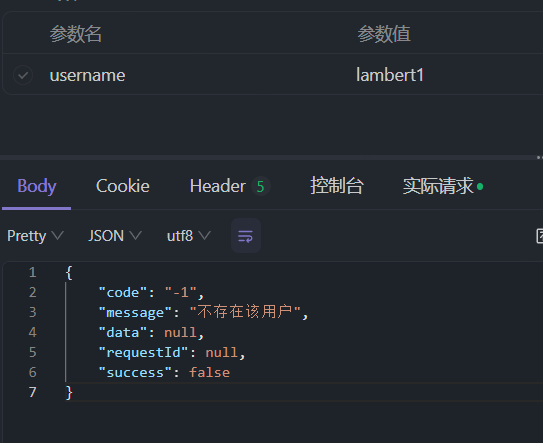 参数名 参数值
username lambert1
Body Cookie Header 5 控制台 实际请求
Pretty JSON utf8
1 {
2 "code": "-1",
3 "message": "不存在该用户",
4 "data": null,
5 "requestId": null,
6 "success": false
7 }